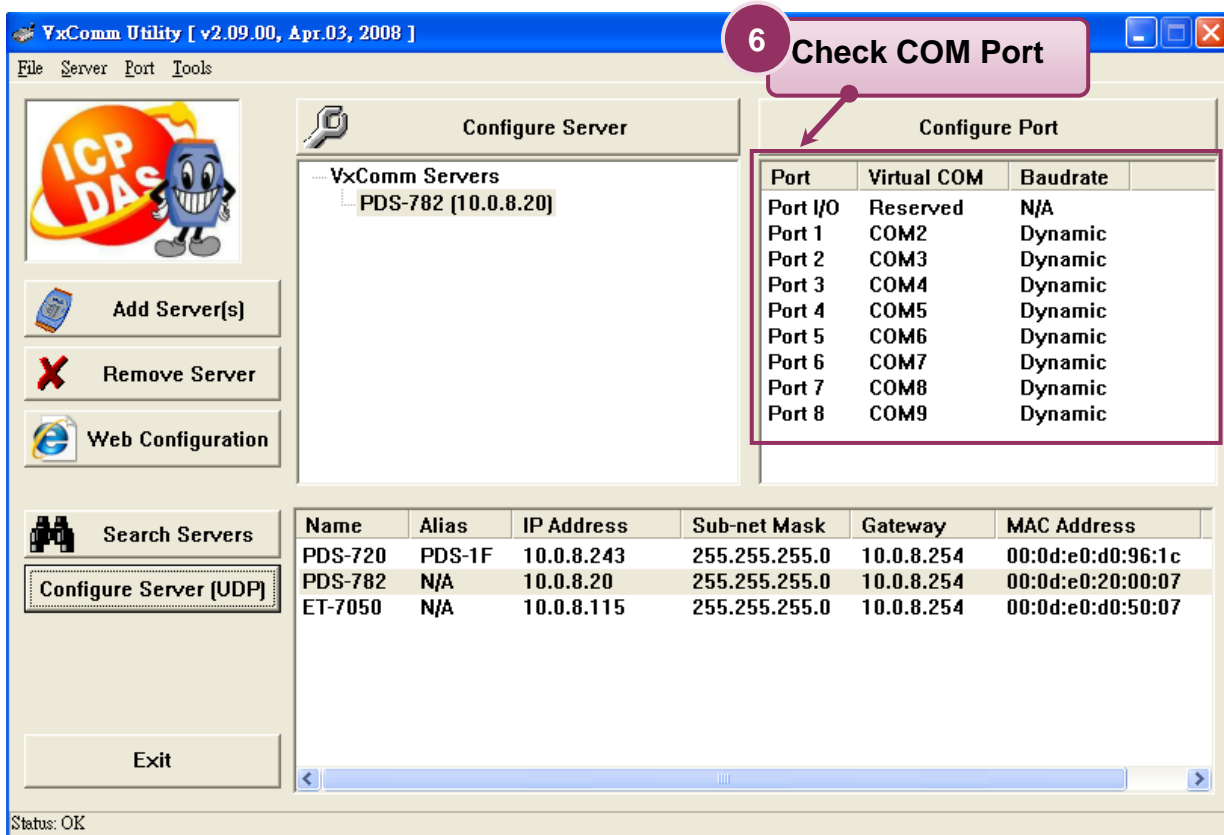 VxComm Utility [ v2.09.00, Apr.03, 2008 ]
6 Check COM Port
File Server Port Tools
ICP DAS
Configure Server
Configure Port
VxComm Servers
PDS-782 (10.0.8.20)
Port Virtual COM Baudrate
Port I/O Reserved N/A
Port 1 COM2 Dynamic
Port 2 COM3 Dynamic
Port 3 COM4 Dynamic
Port 4 COM5 Dynamic
Port 5 COM6 Dynamic
Port 6 COM7 Dynamic
Port 7 COM8 Dynamic
Port 8 COM9 Dynamic
Add Server(s)
Remove Server
Web Configuration
Search Servers
Configure Server (UDP)
Exit
Name Alias IP Address Sub-net Mask Gateway MAC Address
PDS-720 PDS-1F 10.0.8.243 255.255.255.0 10.0.8.254 00:0d:e0:d0:96:1c
PDS-782 N/A 10.0.8.20 255.255.255.0 10.0.8.254 00:0d:e0:20:00:07
ET-7050 N/A 10.0.8.115 255.255.255.0 10.0.8.254 00:0d:e0:d0:50:07
Status: OK